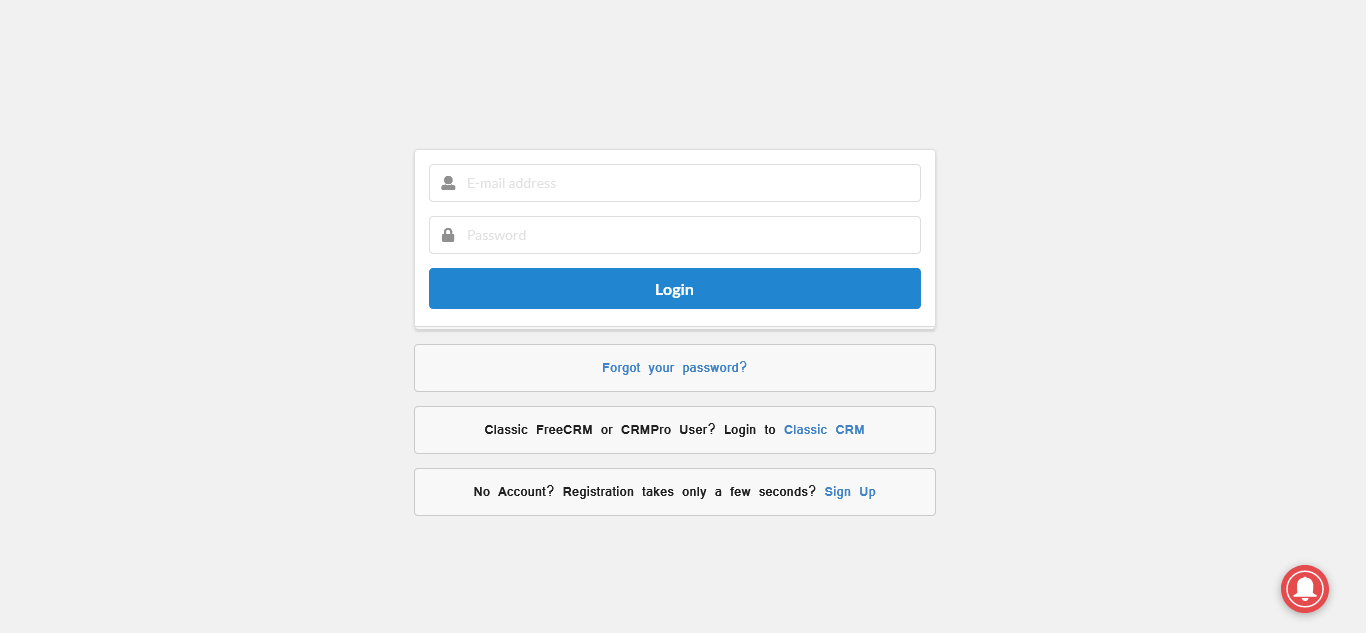 E-mail address
Password
Login
Forgot your password?
Classic FreeCRM or CRMPro User? Login to Classic CRM
No Account? Registration takes only a few seconds? Sign Up